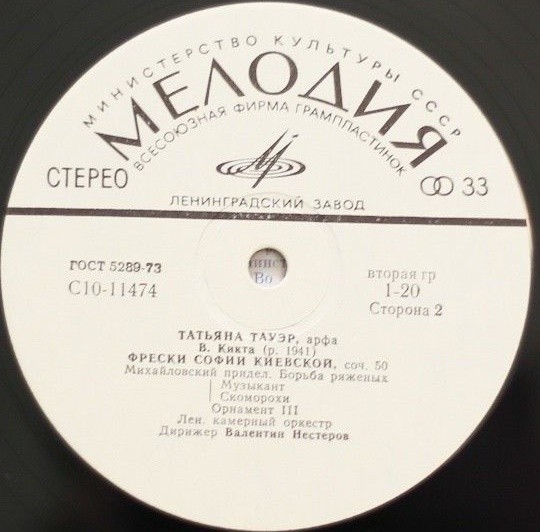 МИНИСТЕРСТВО КУЛЬТУРЫ СССР
МЕЛОДИЯ
ВСЕСОЮЗНАЯ ФИРМА ГРАМПЛАСТИНОК
СТЕРЕО
33
ЛЕНИНГРАДСКИЙ ЗАВОД
ГОСТ 5289-73
С10-11474
Во
вторая гр
1-20
Сторона 2
ТАТЬЯНА ТАУЭР, арфа
В. Кикта (р. 1941)
ФРЕСКИ СОФИИ КИЕВСКОЙ, соч. 50
Михайловский придел. Борьба ряженых
Музыкант
Скоморохи
Орнамент III
Лен. камерный оркестр
Дирижер Валентин Нестеров